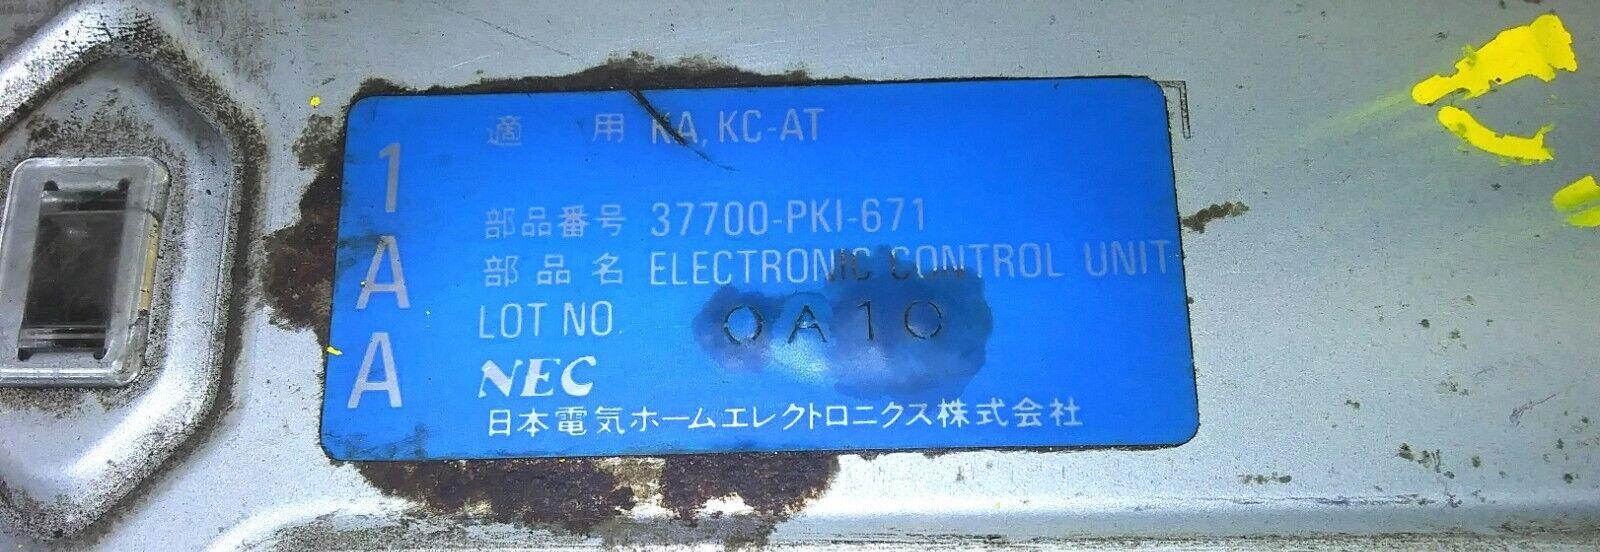 1AA
適用 KA, KC-AT
部品番号 37700-PK1-671
部品名 ELECTRONIC CONTROL UNIT
LOT NO. 0A10
NEC
日本電気ホームエレクトロニクス株式会社